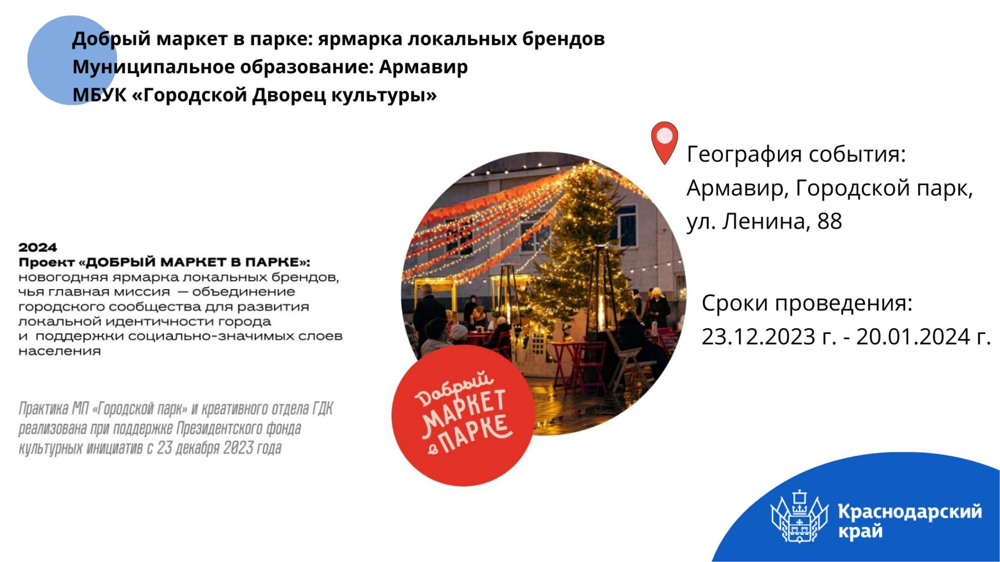 Добрый маркет в парке: ярмарка локальных брендов
Муниципальное образование: Армавир
МБУК «Городской Дворец культуры»
География события:
Армавир, Городской парк,
ул. Ленина, 88
2024
Проект «ДОБРЫЙ МАРКЕТ В ПАРКЕ»:
новогодняя ярмарка локальных брендов,
чья главная миссия — объединение
городского сообщества для развития
локальной идентичности города
и поддержки социально-значимых слоев
населения
Сроки проведения:
23.12.2023 г. - 20.01.2024 г.
Практика МП «Городской парк» и креативного отдела ГДК
реализована при поддержке Президентского фонда
культурных инициатив с 23 декабря 2023 года
Добрый
МАРКЕТ
в ПАРКЕ
Краснодарский
край